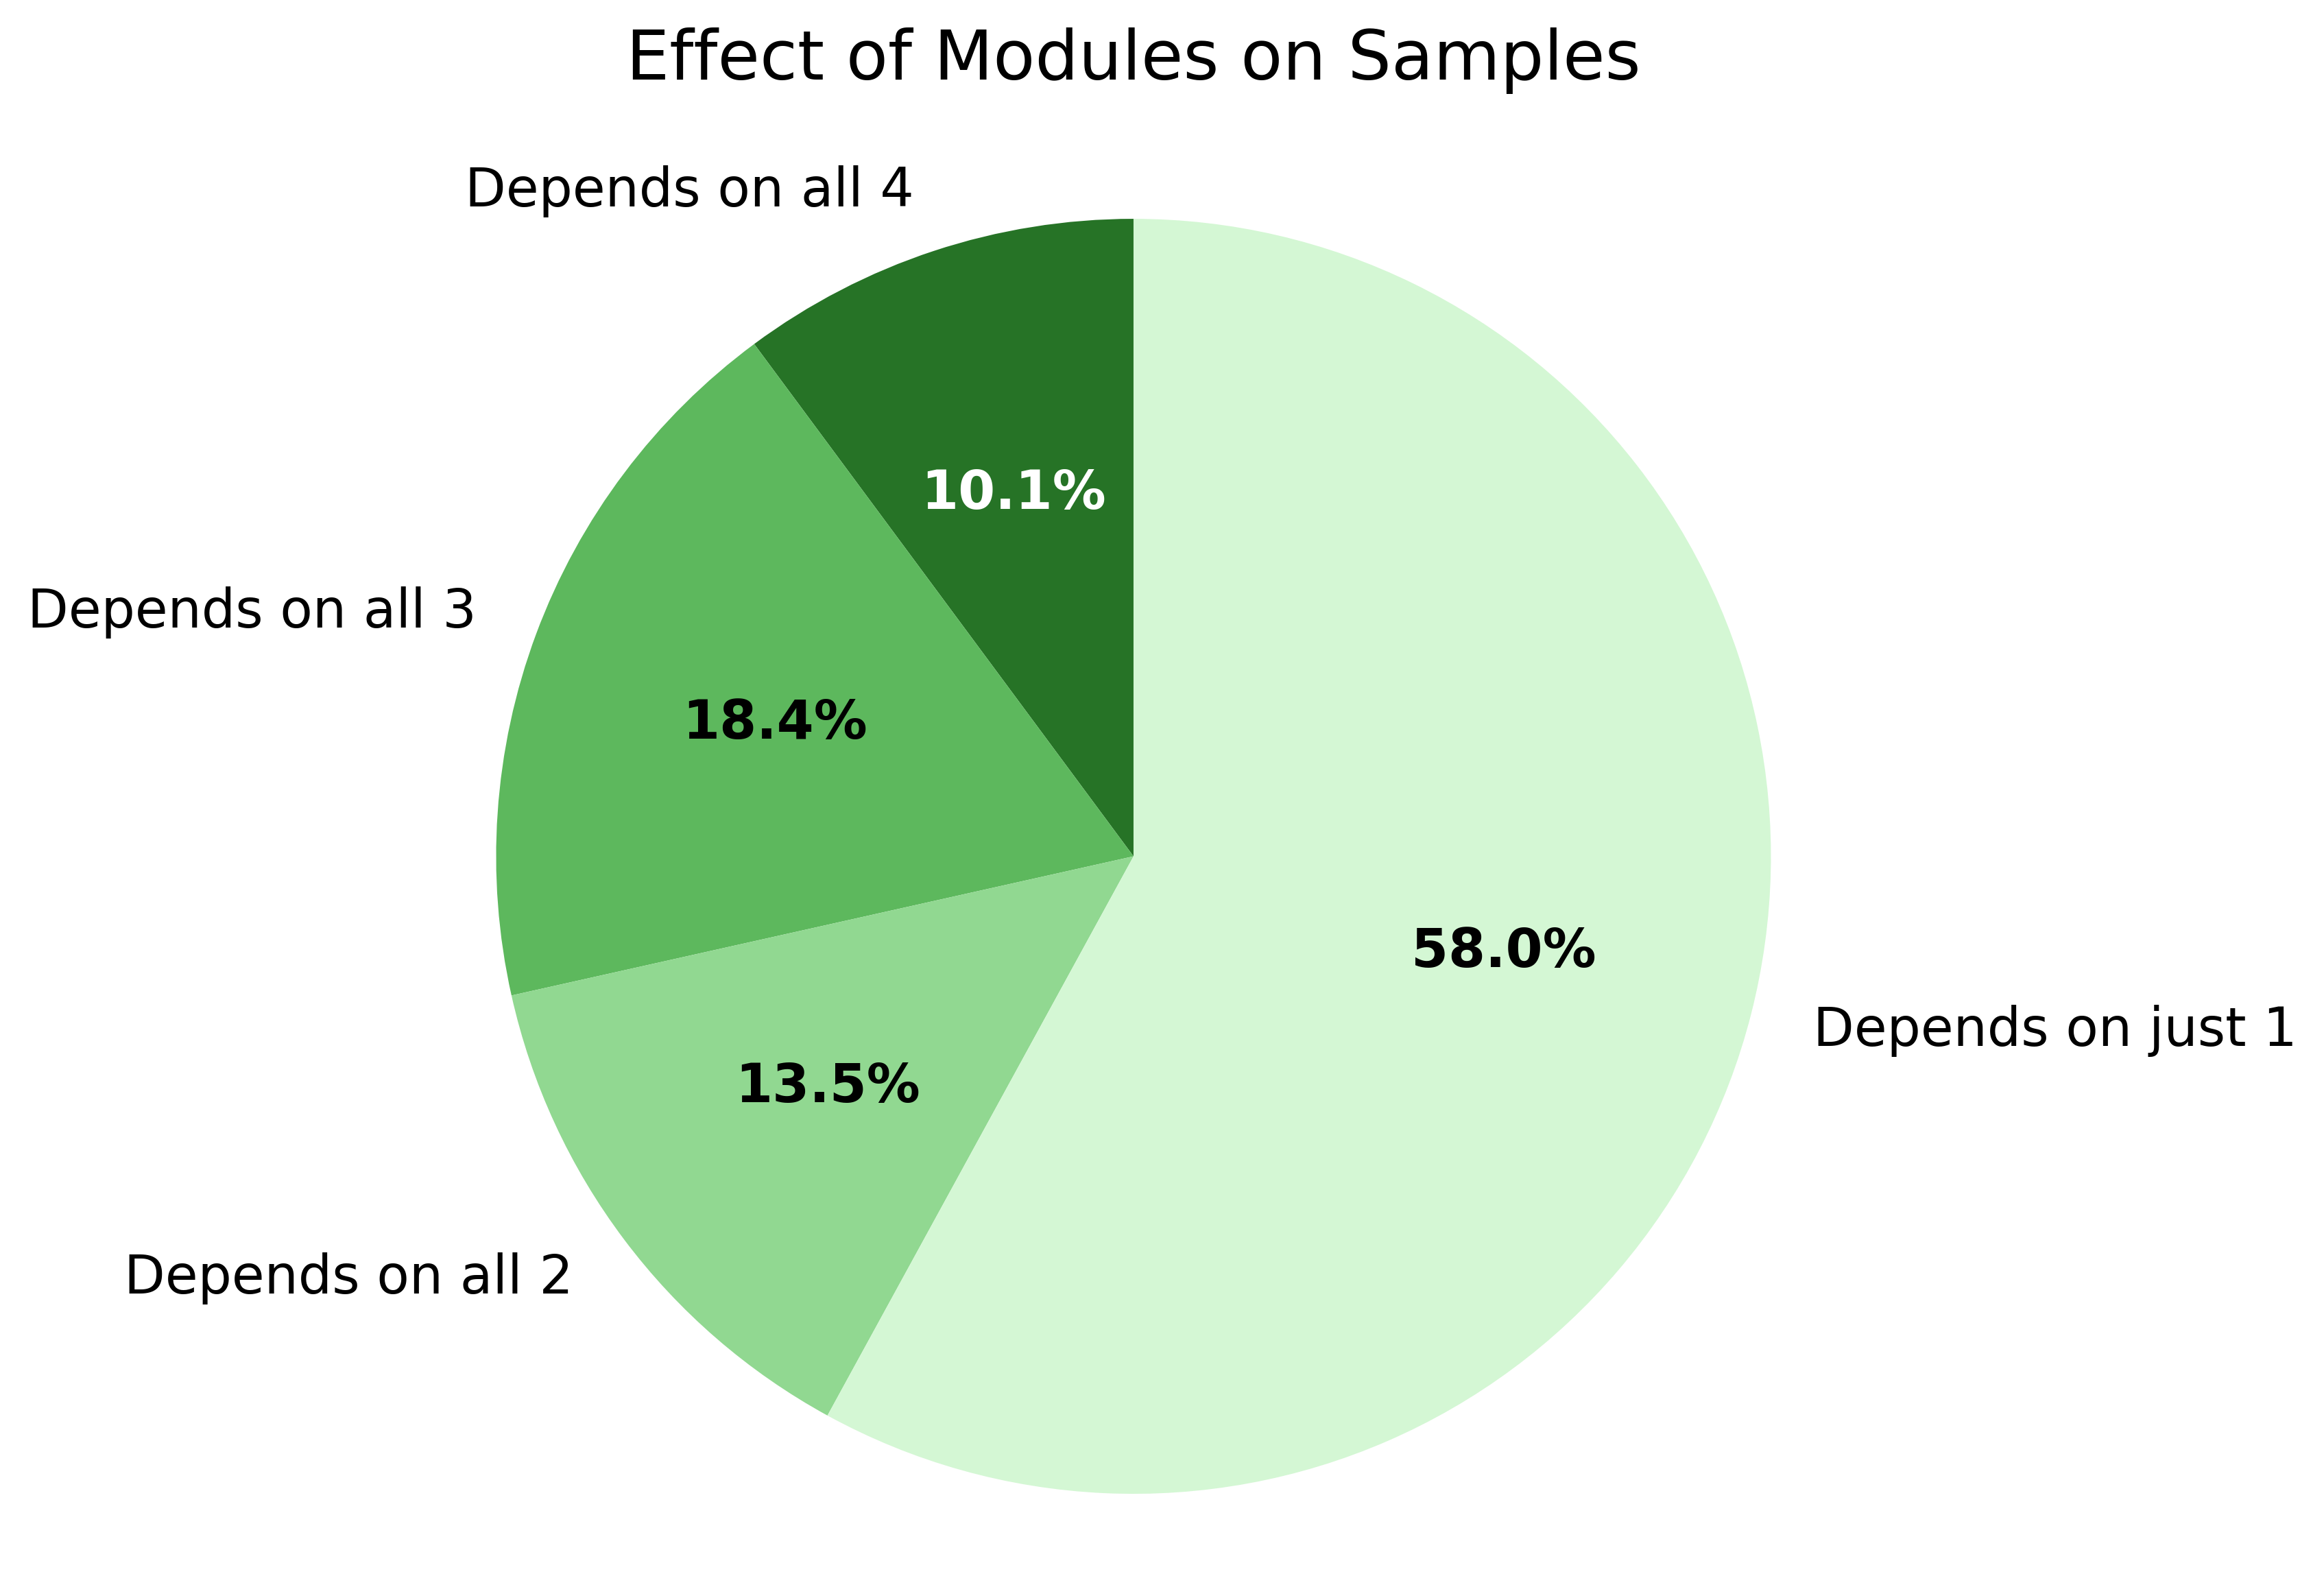 Effect of Modules on Samples
Depends on all 4
10.1%
Depends on all 3
18.4%
58.0%
Depends on just 1
13.5%
Depends on all 2